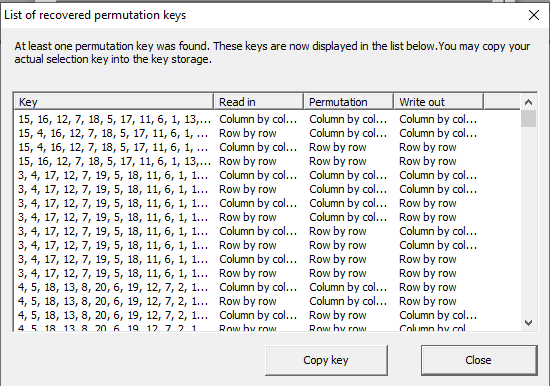 List of recovered permutation keys
At least one permutation key was found. These keys are now displayed in the list below.You may copy your
actual selection key into the key storage.
Key Read in Permutation Write out
15, 16, 12, 7, 18, 5, 17, 11, 6, 1, 13,... Column by col... Column by col... Column by col...
15, 4, 16, 12, 7, 18, 5, 17, 11, 6, 1, ... Row by row Column by col... Column by col...
15, 4, 16, 12, 7, 18, 5, 17, 11, 6, 1, ... Column by col... Row by row Row by row
15, 16, 12, 7, 18, 5, 17, 11, 6, 1, 13,... Row by row Row by row Row by row
3, 4, 17, 12, 7, 19, 5, 18, 11, 6, 1, 1... Column by col... Column by col... Column by col...
3, 4, 17, 12, 7, 19, 5, 18, 11, 6, 1, 1... Row by row Column by col... Column by col...
3, 4, 17, 12, 7, 19, 5, 18, 11, 6, 1, 1... Column by col... Column by col... Row by row
3, 4, 17, 12, 7, 19, 5, 18, 11, 6, 1, 1... Row by row Column by col... Row by row
3, 4, 17, 12, 7, 19, 5, 18, 11, 6, 1, 1... Column by col... Row by row Column by col...
3, 4, 17, 12, 7, 19, 5, 18, 11, 6, 1, 1... Row by row Row by row Column by col...
3, 4, 17, 12, 7, 19, 5, 18, 11, 6, 1, 1... Column by col... Row by row Row by row
3, 4, 17, 12, 7, 19, 5, 18, 11, 6, 1, 1... Row by row Row by row Row by row
4, 5, 18, 13, 8, 20, 6, 19, 12, 7, 2, 1... Column by col... Column by col... Row by row
4, 5, 18, 13, 8, 20, 6, 19, 12, 7, 2, 1... Row by row Column by col... Row by row
4, 5, 18, 13, 8, 20, 6, 19, 12, 7, 2, 1... Column by col... Row by row Row by row
4, 5, 18, 13, 8, 20, 6, 19, 12, 7, 2, 1... Row by row Row by row Column by col...
Copy key Close